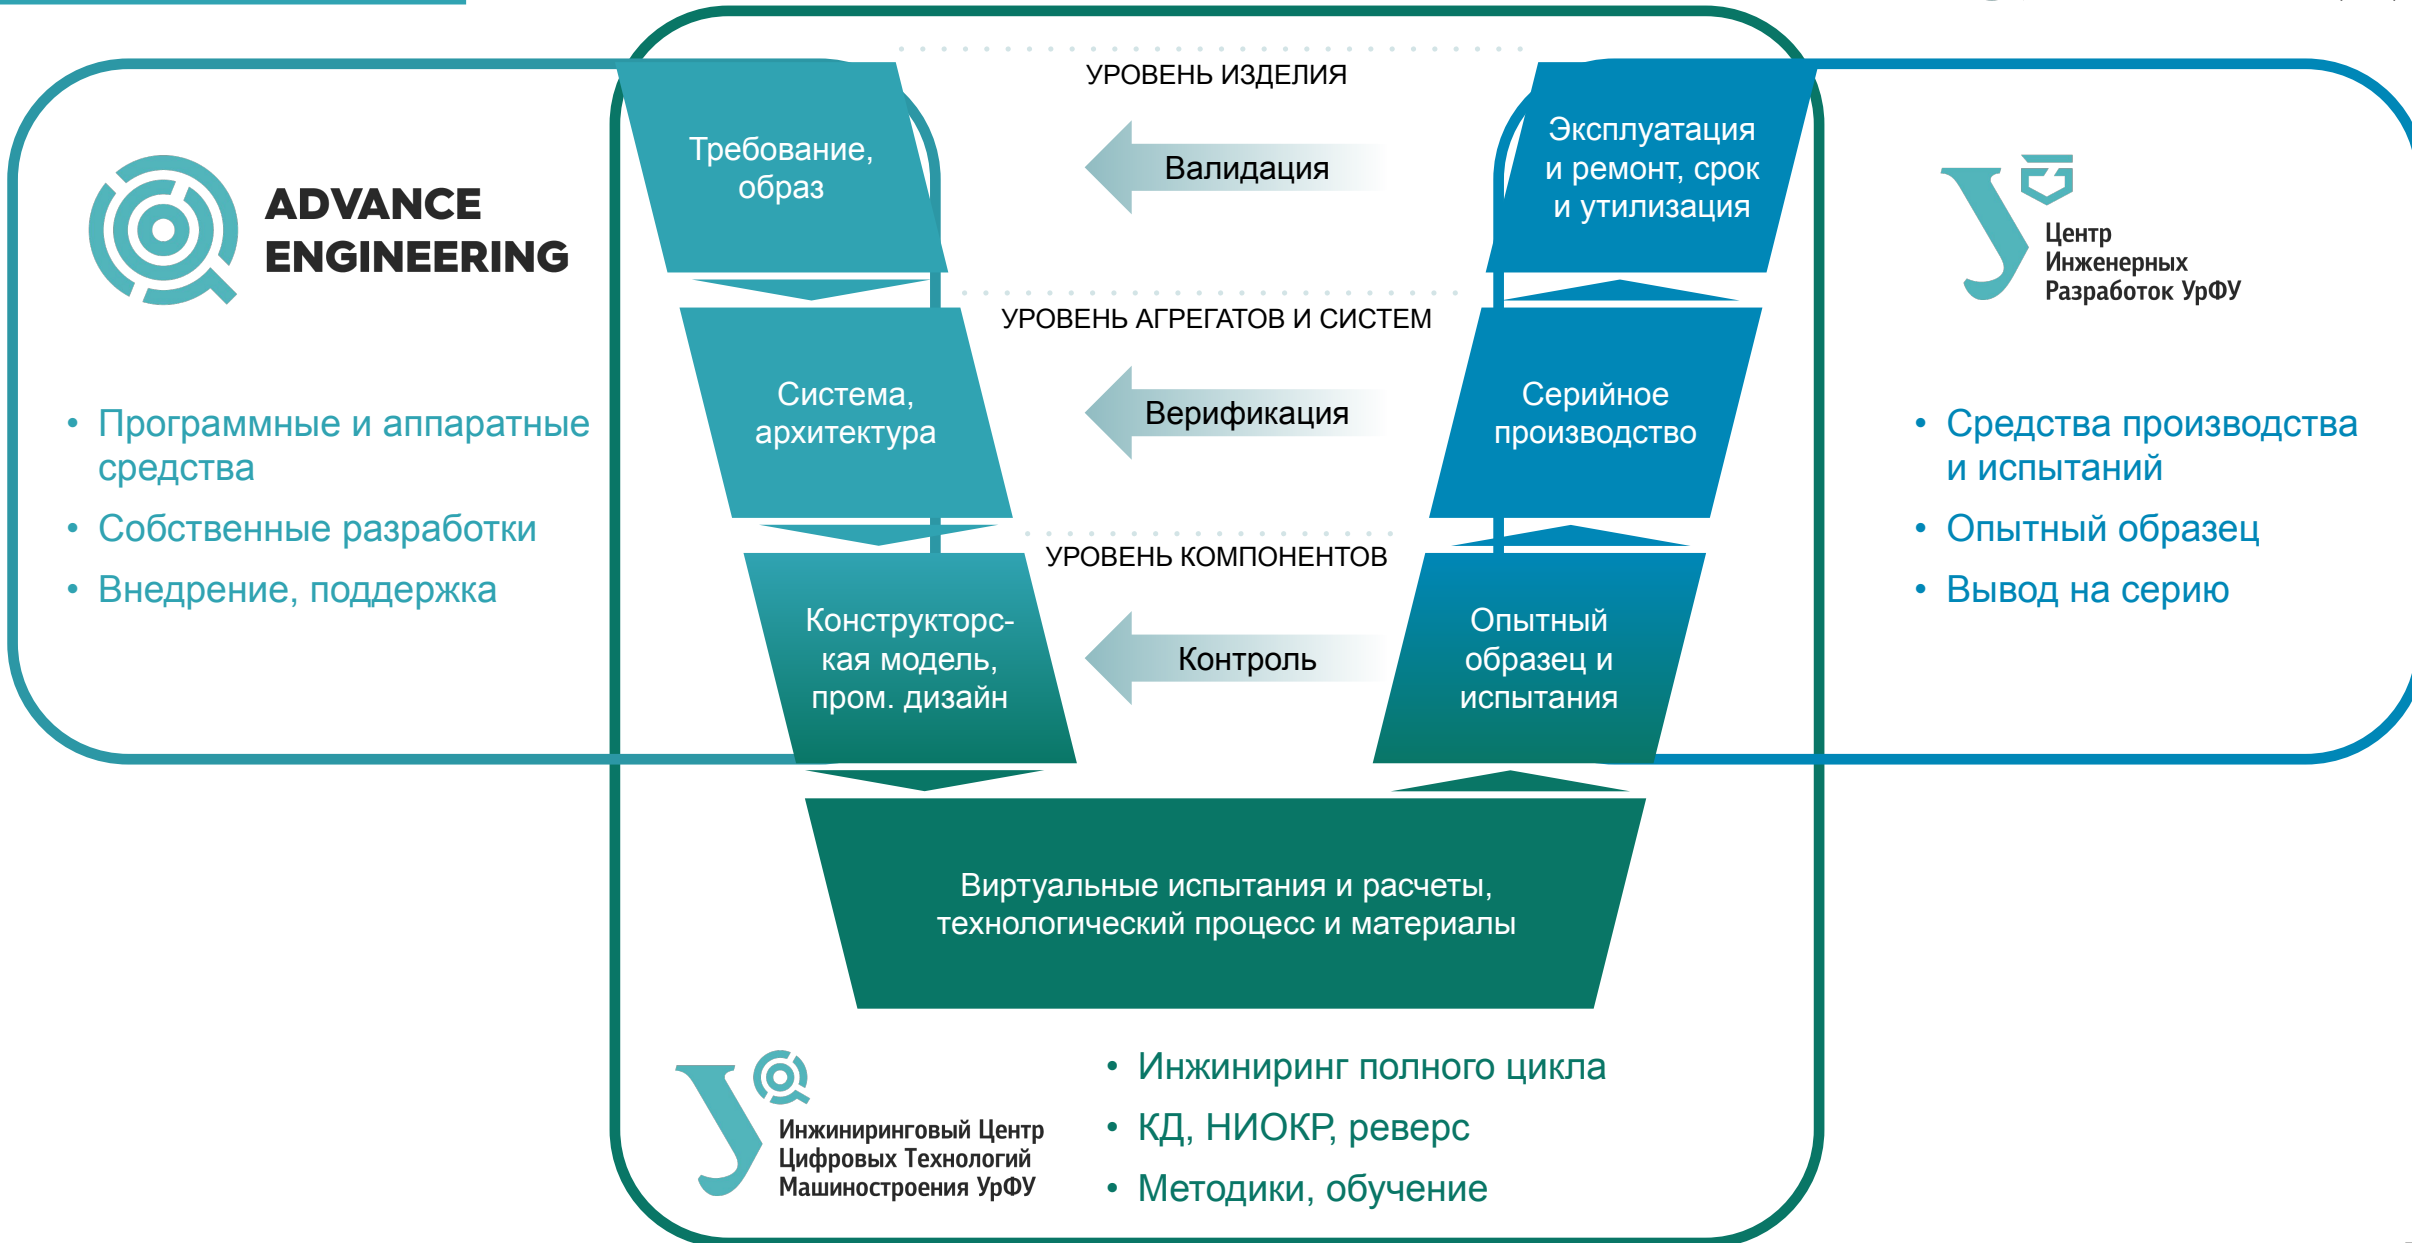 УРОВЕНЬ ИЗДЕЛИЯ
Требование,
образ
Валидация
Эксплуатация
и ремонт, срок
и утилизация
ADVANCE
ENGINEERING
Центр
Инженерных
Разработок УрФУ
УРОВЕНЬ АГРЕГАТОВ И СИСТЕМ
Система,
архитектура
Верификация
Серийное
производство
• Программные и аппаратные
средства
• Собственные разработки
• Внедрение, поддержка
• Средства производства
и испытаний
• Опытный образец
• Вывод на серию
УРОВЕНЬ КОМПОНЕНТОВ
Конструкторс-
кая модель,
пром. дизайн
Контроль
Опытный
образец и
испытания
Виртуальные испытания и расчеты,
технологический процесс и материалы
Инжиниринговый Центр
Цифровых Технологий
Машиностроения УрФУ
• Инжиниринг полного цикла
• КД, НИОКР, реверс
• Методики, обучение